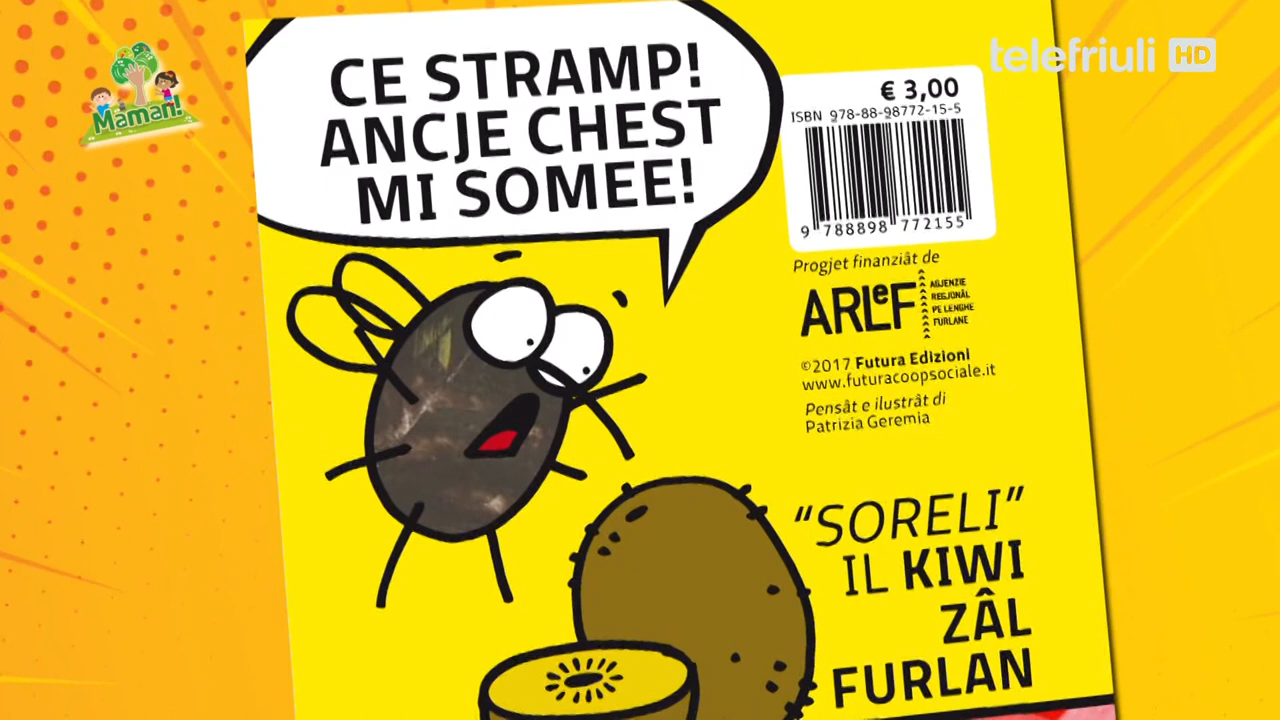 Maman!
telefriuli HD
CE STRAMP!
ANCJE CHEST
MI SOMEE!
€ 3,00
ISBN 978-88-98772-15-5
9 788898 772155
Progjet finanziât de
ARLeF
AGJENZIE
REGJONÂL
PE LENGHE
FURLANE
©2017 Futura Edizioni
www.futuracoopsociale.it
Pensât e ilustrât di
Patrizia Geremia
“SORELI”
IL KIWI
ZÂL
FURLAN